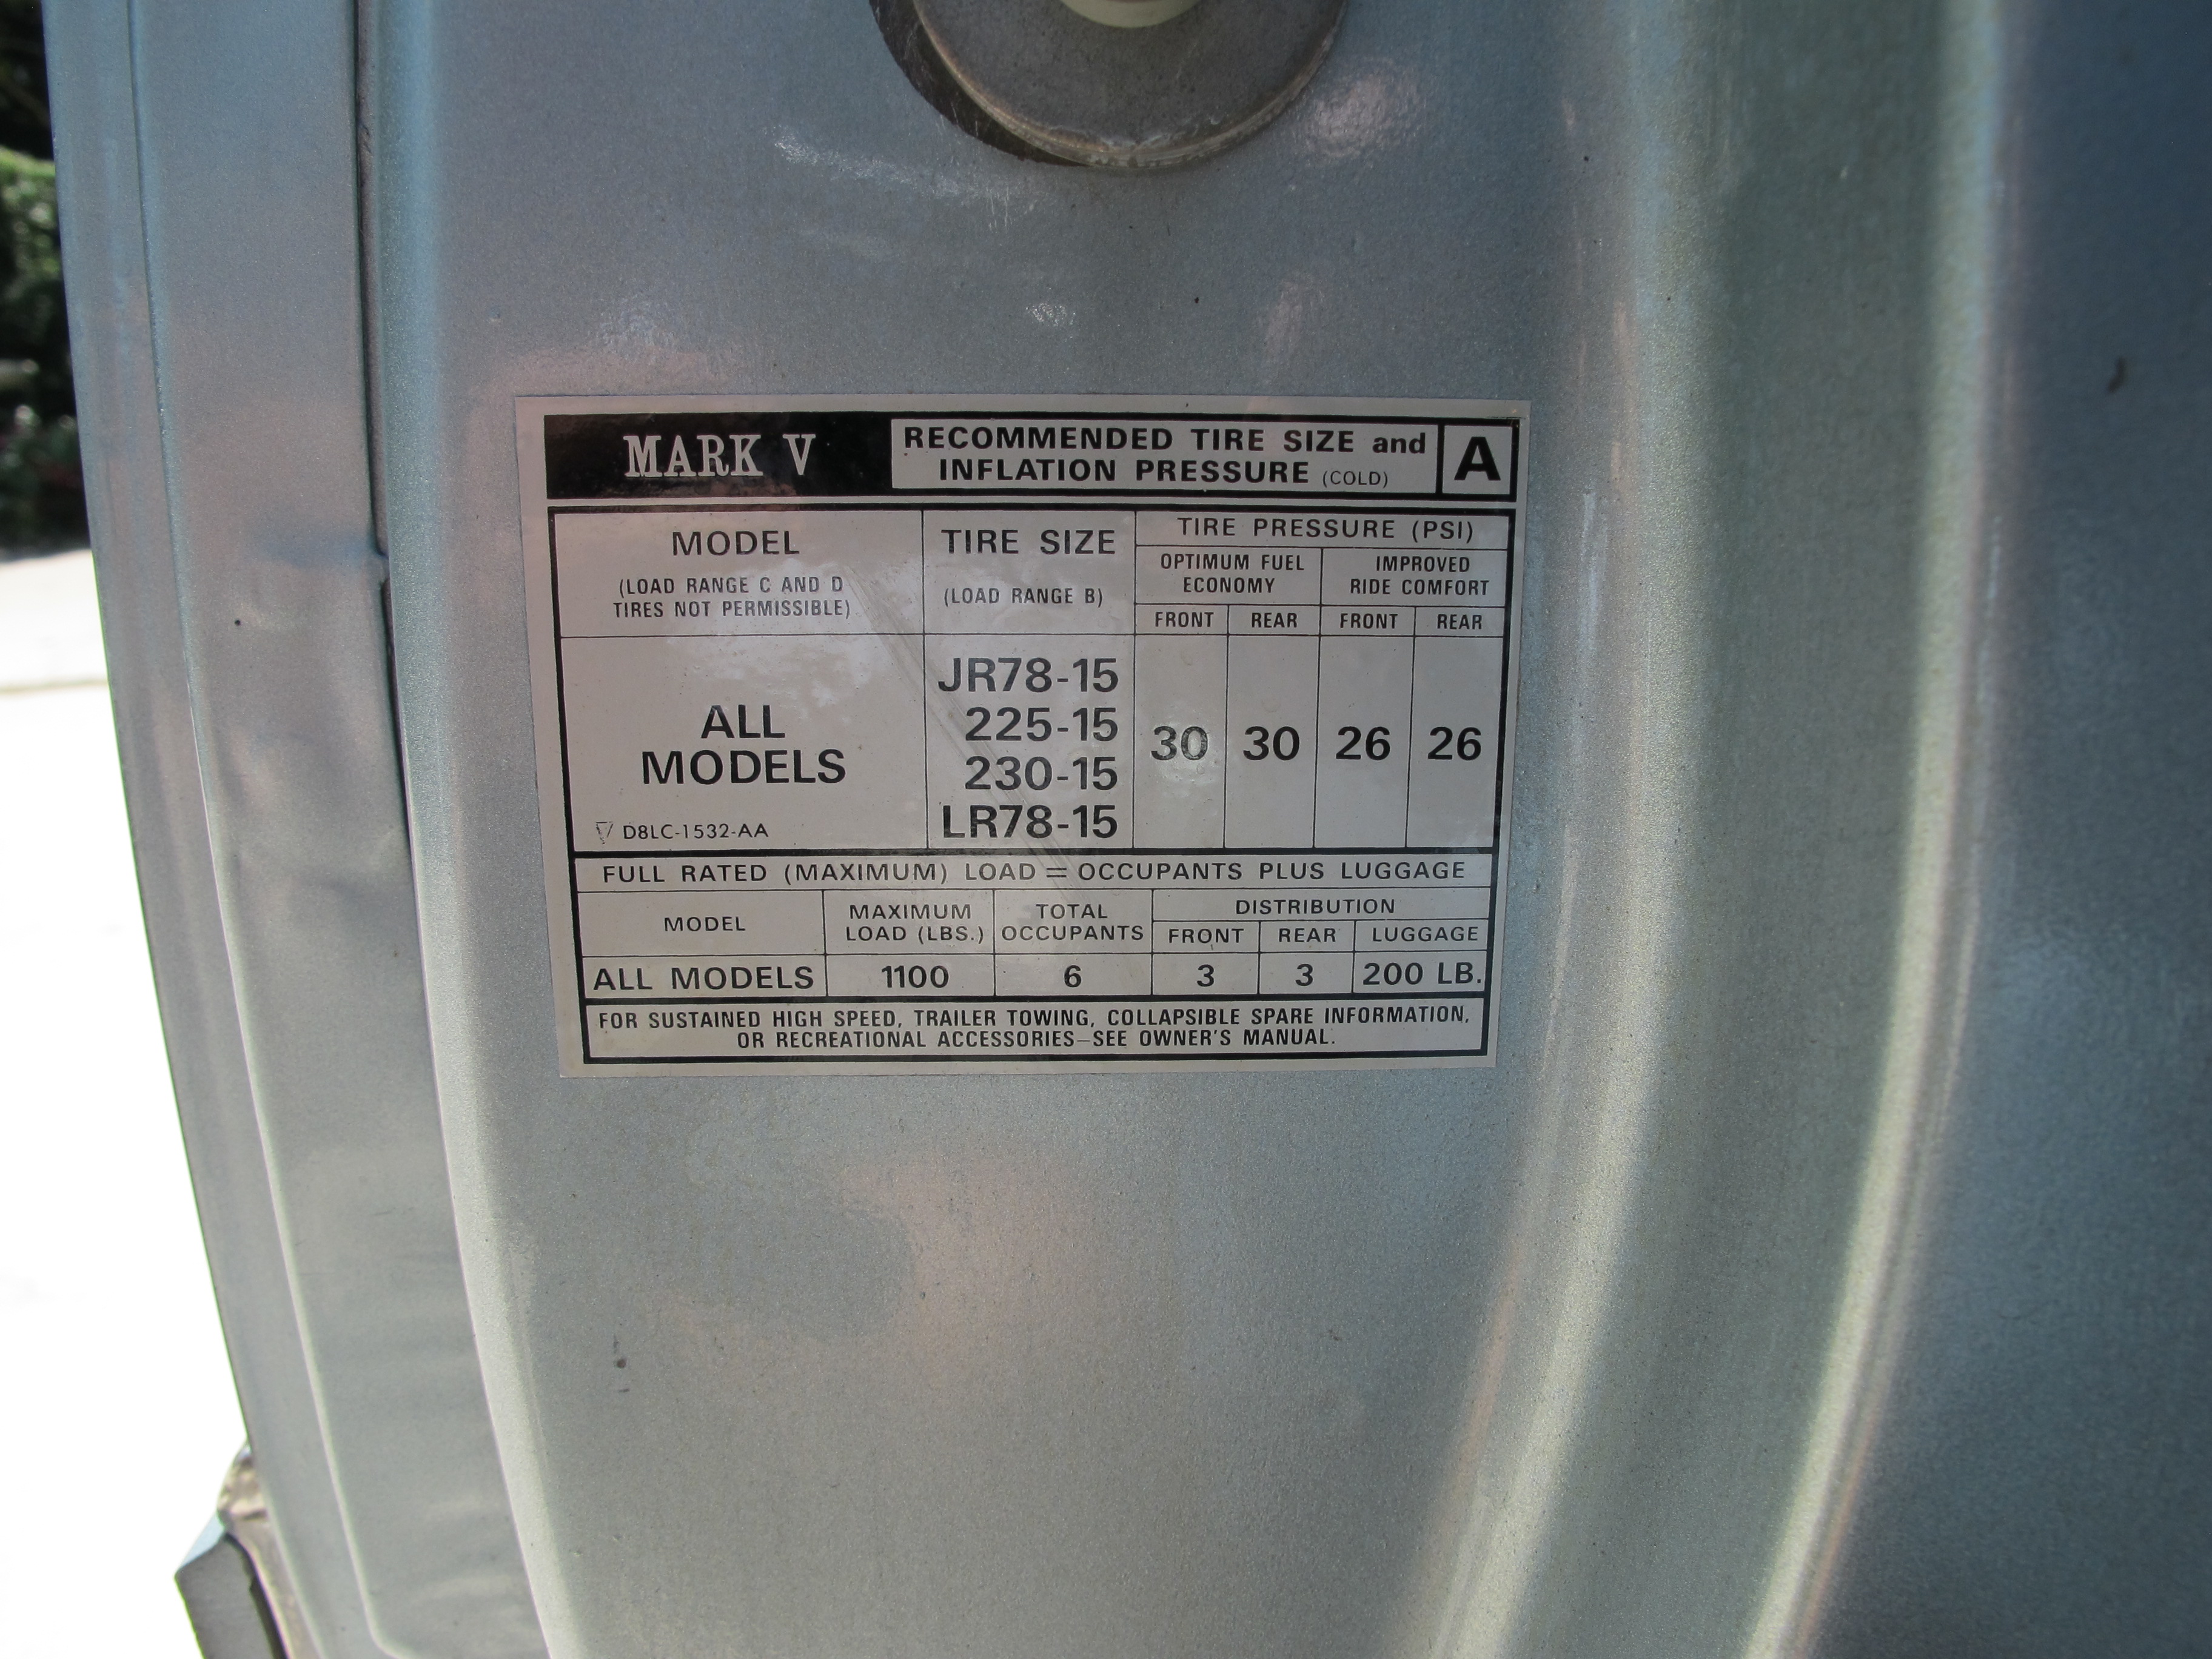 MARK V
RECOMMENDED TIRE SIZE and
INFLATION PRESSURE (COLD)
A
MODEL
(LOAD RANGE C AND D
TIRES NOT PERMISSIBLE)
TIRE SIZE
(LOAD RANGE B)
TIRE PRESSURE (PSI)
OPTIMUM FUEL
ECONOMY
IMPROVED
RIDE COMFORT
FRONT REAR FRONT REAR
ALL
MODELS
D8LC-1532-AA
JR78-15
225-15
230-15
LR78-15
30 30 26 26
FULL RATED (MAXIMUM) LOAD = OCCUPANTS PLUS LUGGAGE
MODEL
MAXIMUM
LOAD (LBS.)
TOTAL
OCCUPANTS
DISTRIBUTION
FRONT REAR LUGGAGE
ALL MODELS 1100 6 3 3 200 LB.
FOR SUSTAINED HIGH SPEED, TRAILER TOWING, COLLAPSIBLE SPARE INFORMATION,
OR RECREATIONAL ACCESSORIES–SEE OWNER'S MANUAL.